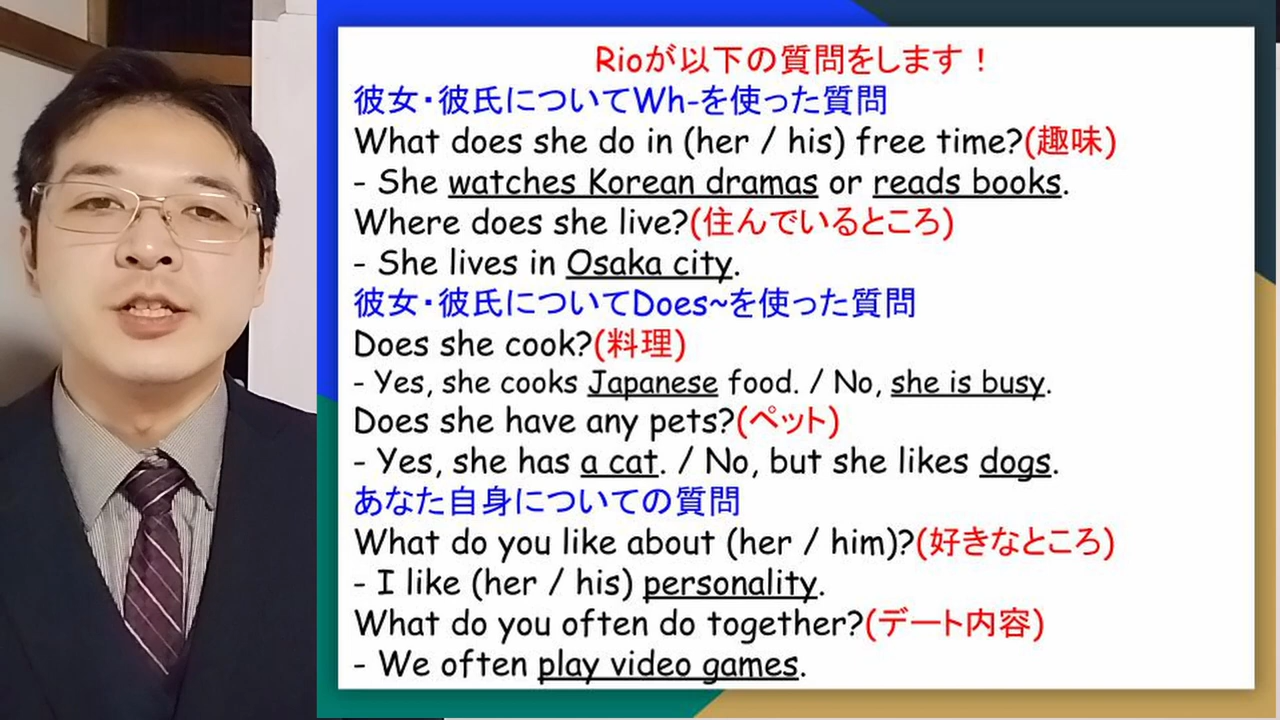 Rioが以下の質問をします！
彼女・彼氏についてWh-を使った質問
What does she do in (her / his) free time?(趣味)
- She watches Korean dramas or reads books.
Where does she live?(住んでいるところ)
- She lives in Osaka city.
彼女・彼氏についてDoes~を使った質問
Does she cook?(料理)
- Yes, she cooks Japanese food. / No, she is busy.
Does she have any pets?(ペット)
- Yes, she has a cat. / No, but she likes dogs.
あなた自身についての質問
What do you like about (her / him)?(好きなところ)
- I like (her / his) personality.
What do you often do together?(デート内容)
- We often play video games.